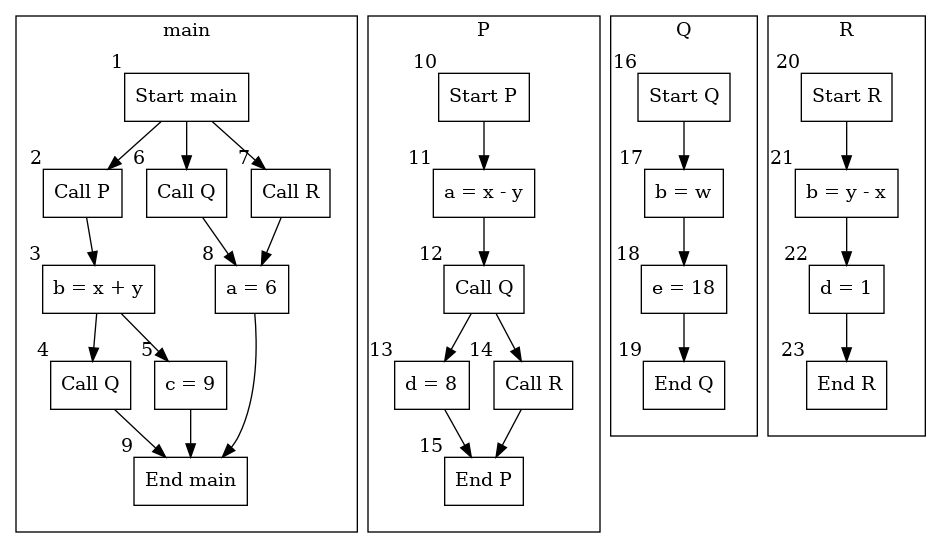 main
1
Start main
2
Call P
6
Call Q
7
Call R
3
b = x + y
8
a = 6
4
Call Q
5
c = 9
9
End main
P
10
Start P
11
a = x - y
12
Call Q
13
d = 8
14
Call R
15
End P
Q
16
Start Q
17
b = w
18
e = 18
19
End Q
R
20
Start R
21
b = y - x
22
d = 1
23
End R